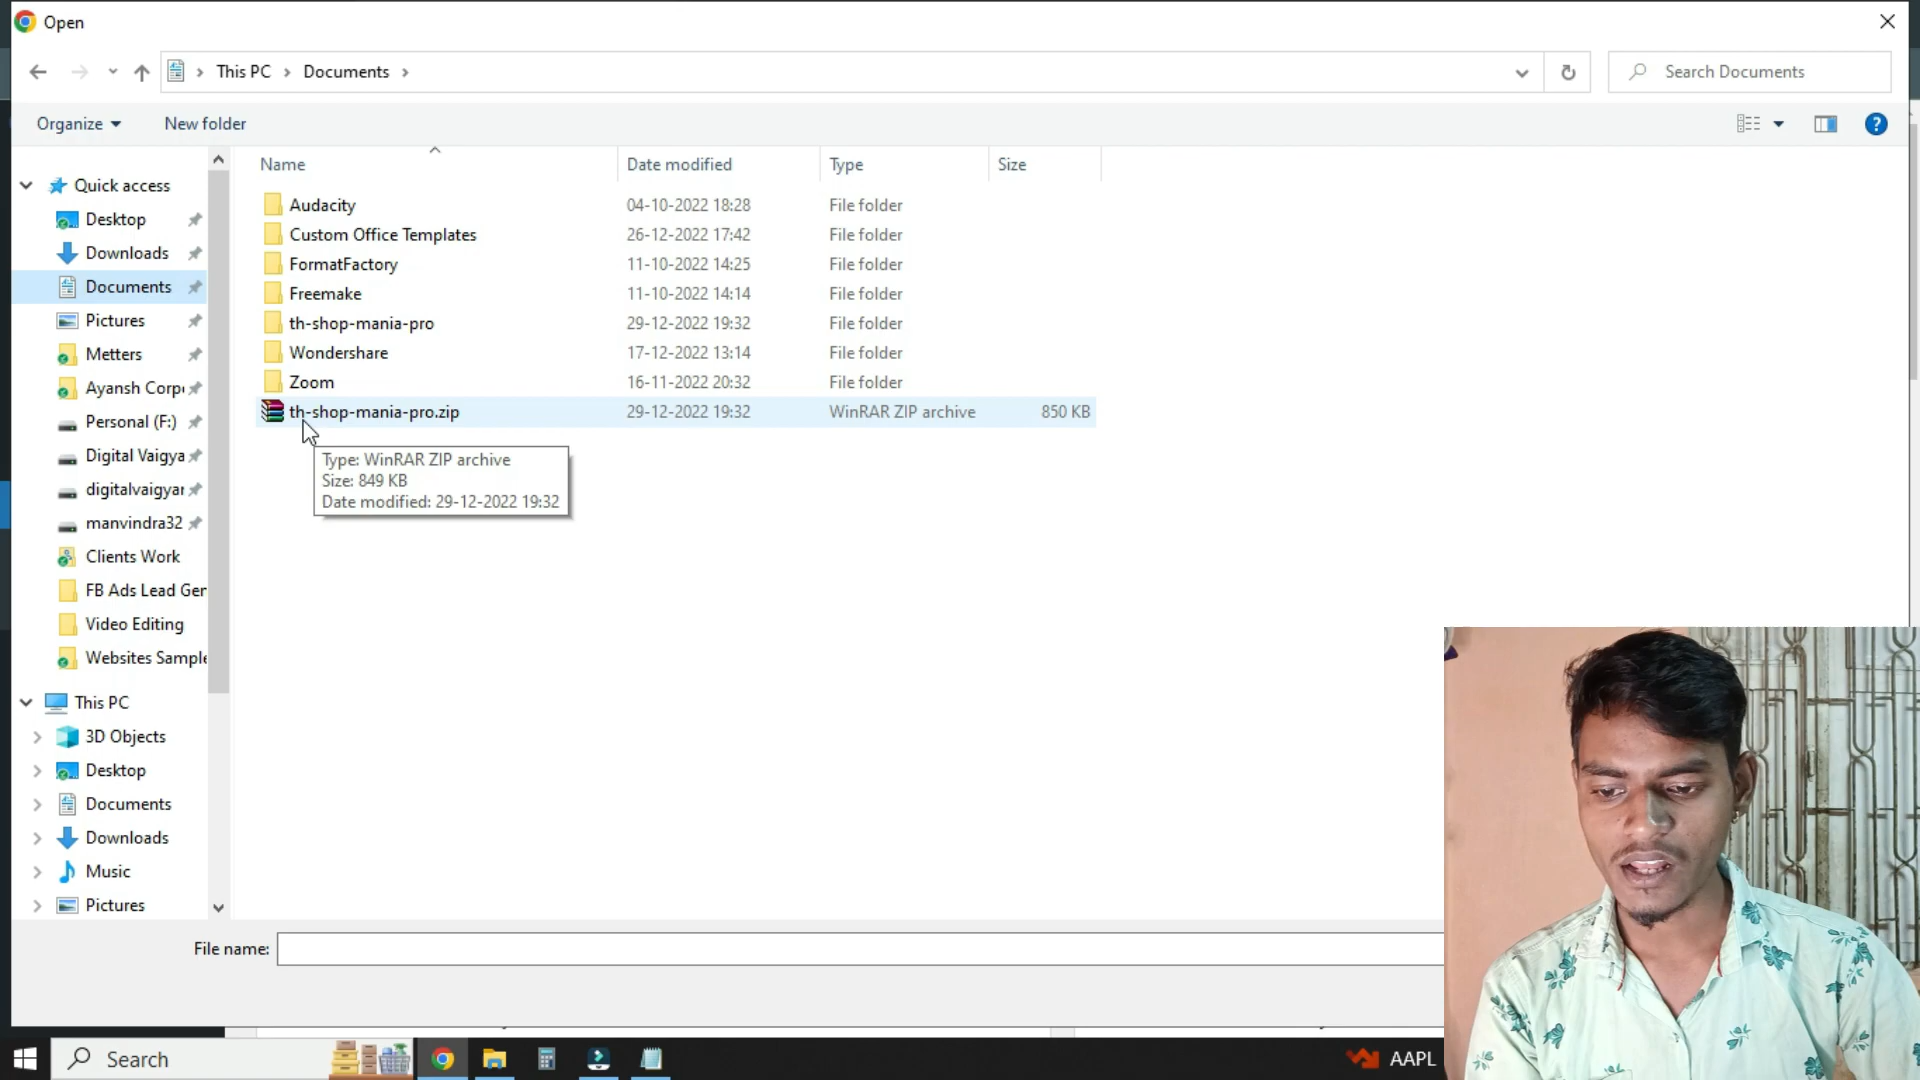 Open
This PC > Documents >
Search Documents
Organize
New folder
Name
Date modified
Type
Size
Quick access
Desktop
Downloads
Documents
Pictures
Metters
Ayansh Corp
Personal (F:)
Digital Vaigya
digitalvaigyar
manvindra32
Clients Work
FB Ads Lead Ger
Video Editing
Websites Sample
This PC
3D Objects
Desktop
Documents
Downloads
Music
Pictures
Audacity 04-10-2022 18:28 File folder
Custom Office Templates 26-12-2022 17:42 File folder
FormatFactory 11-10-2022 14:25 File folder
Freemake 11-10-2022 14:14 File folder
th-shop-mania-pro 29-12-2022 19:32 File folder
Wondershare 17-12-2022 13:14 File folder
Zoom 16-11-2022 20:32 File folder
th-shop-mania-pro.zip 29-12-2022 19:32 WinRAR ZIP archive 850 KB
Type: WinRAR ZIP archive
Size: 849 KB
Date modified: 29-12-2022 19:32
File name:
Search
AAPL